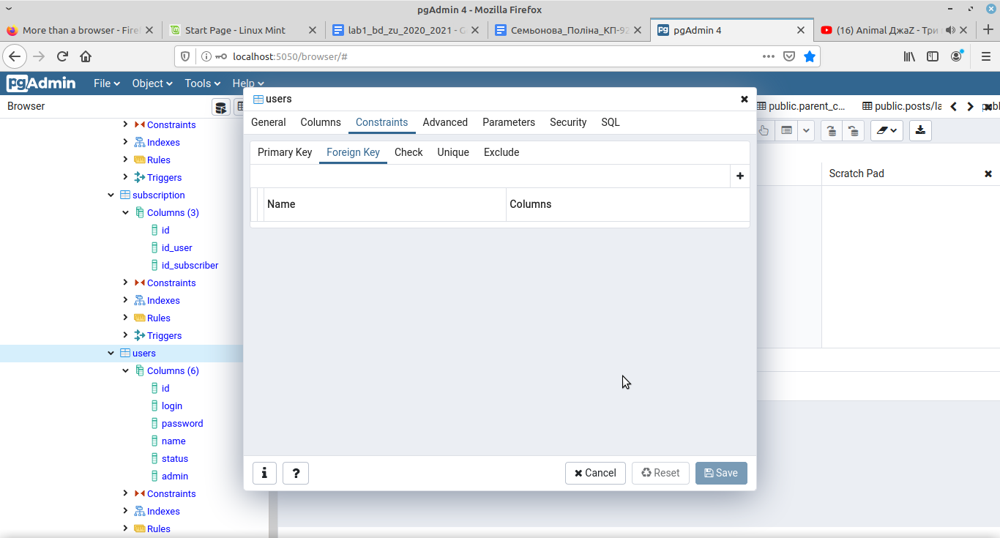 pgAdmin 4 - Mozilla Firefox
More than a browser - Firef
Start Page - Linux Mint
lab1_bd_zu_2020_2021 - G
Семьонова_Поліна_КП-92
pgAdmin 4
(16) Animal ДжаZ - Три
localhost:5050/browser/#
pgAdmin File Object Tools Help
Browser
users
public.parent_c...
public.posts/la
General Columns Constraints Advanced Parameters Security SQL
Primary Key Foreign Key Check Unique Exclude
Name Columns
Scratch Pad
Constraints
Indexes
Rules
Triggers
subscription
Columns (3)
id
id_user
id_subscriber
Constraints
Indexes
Rules
Triggers
users
Columns (6)
id
login
password
name
status
admin
Constraints
Indexes
Rules
i ? Cancel Reset Save